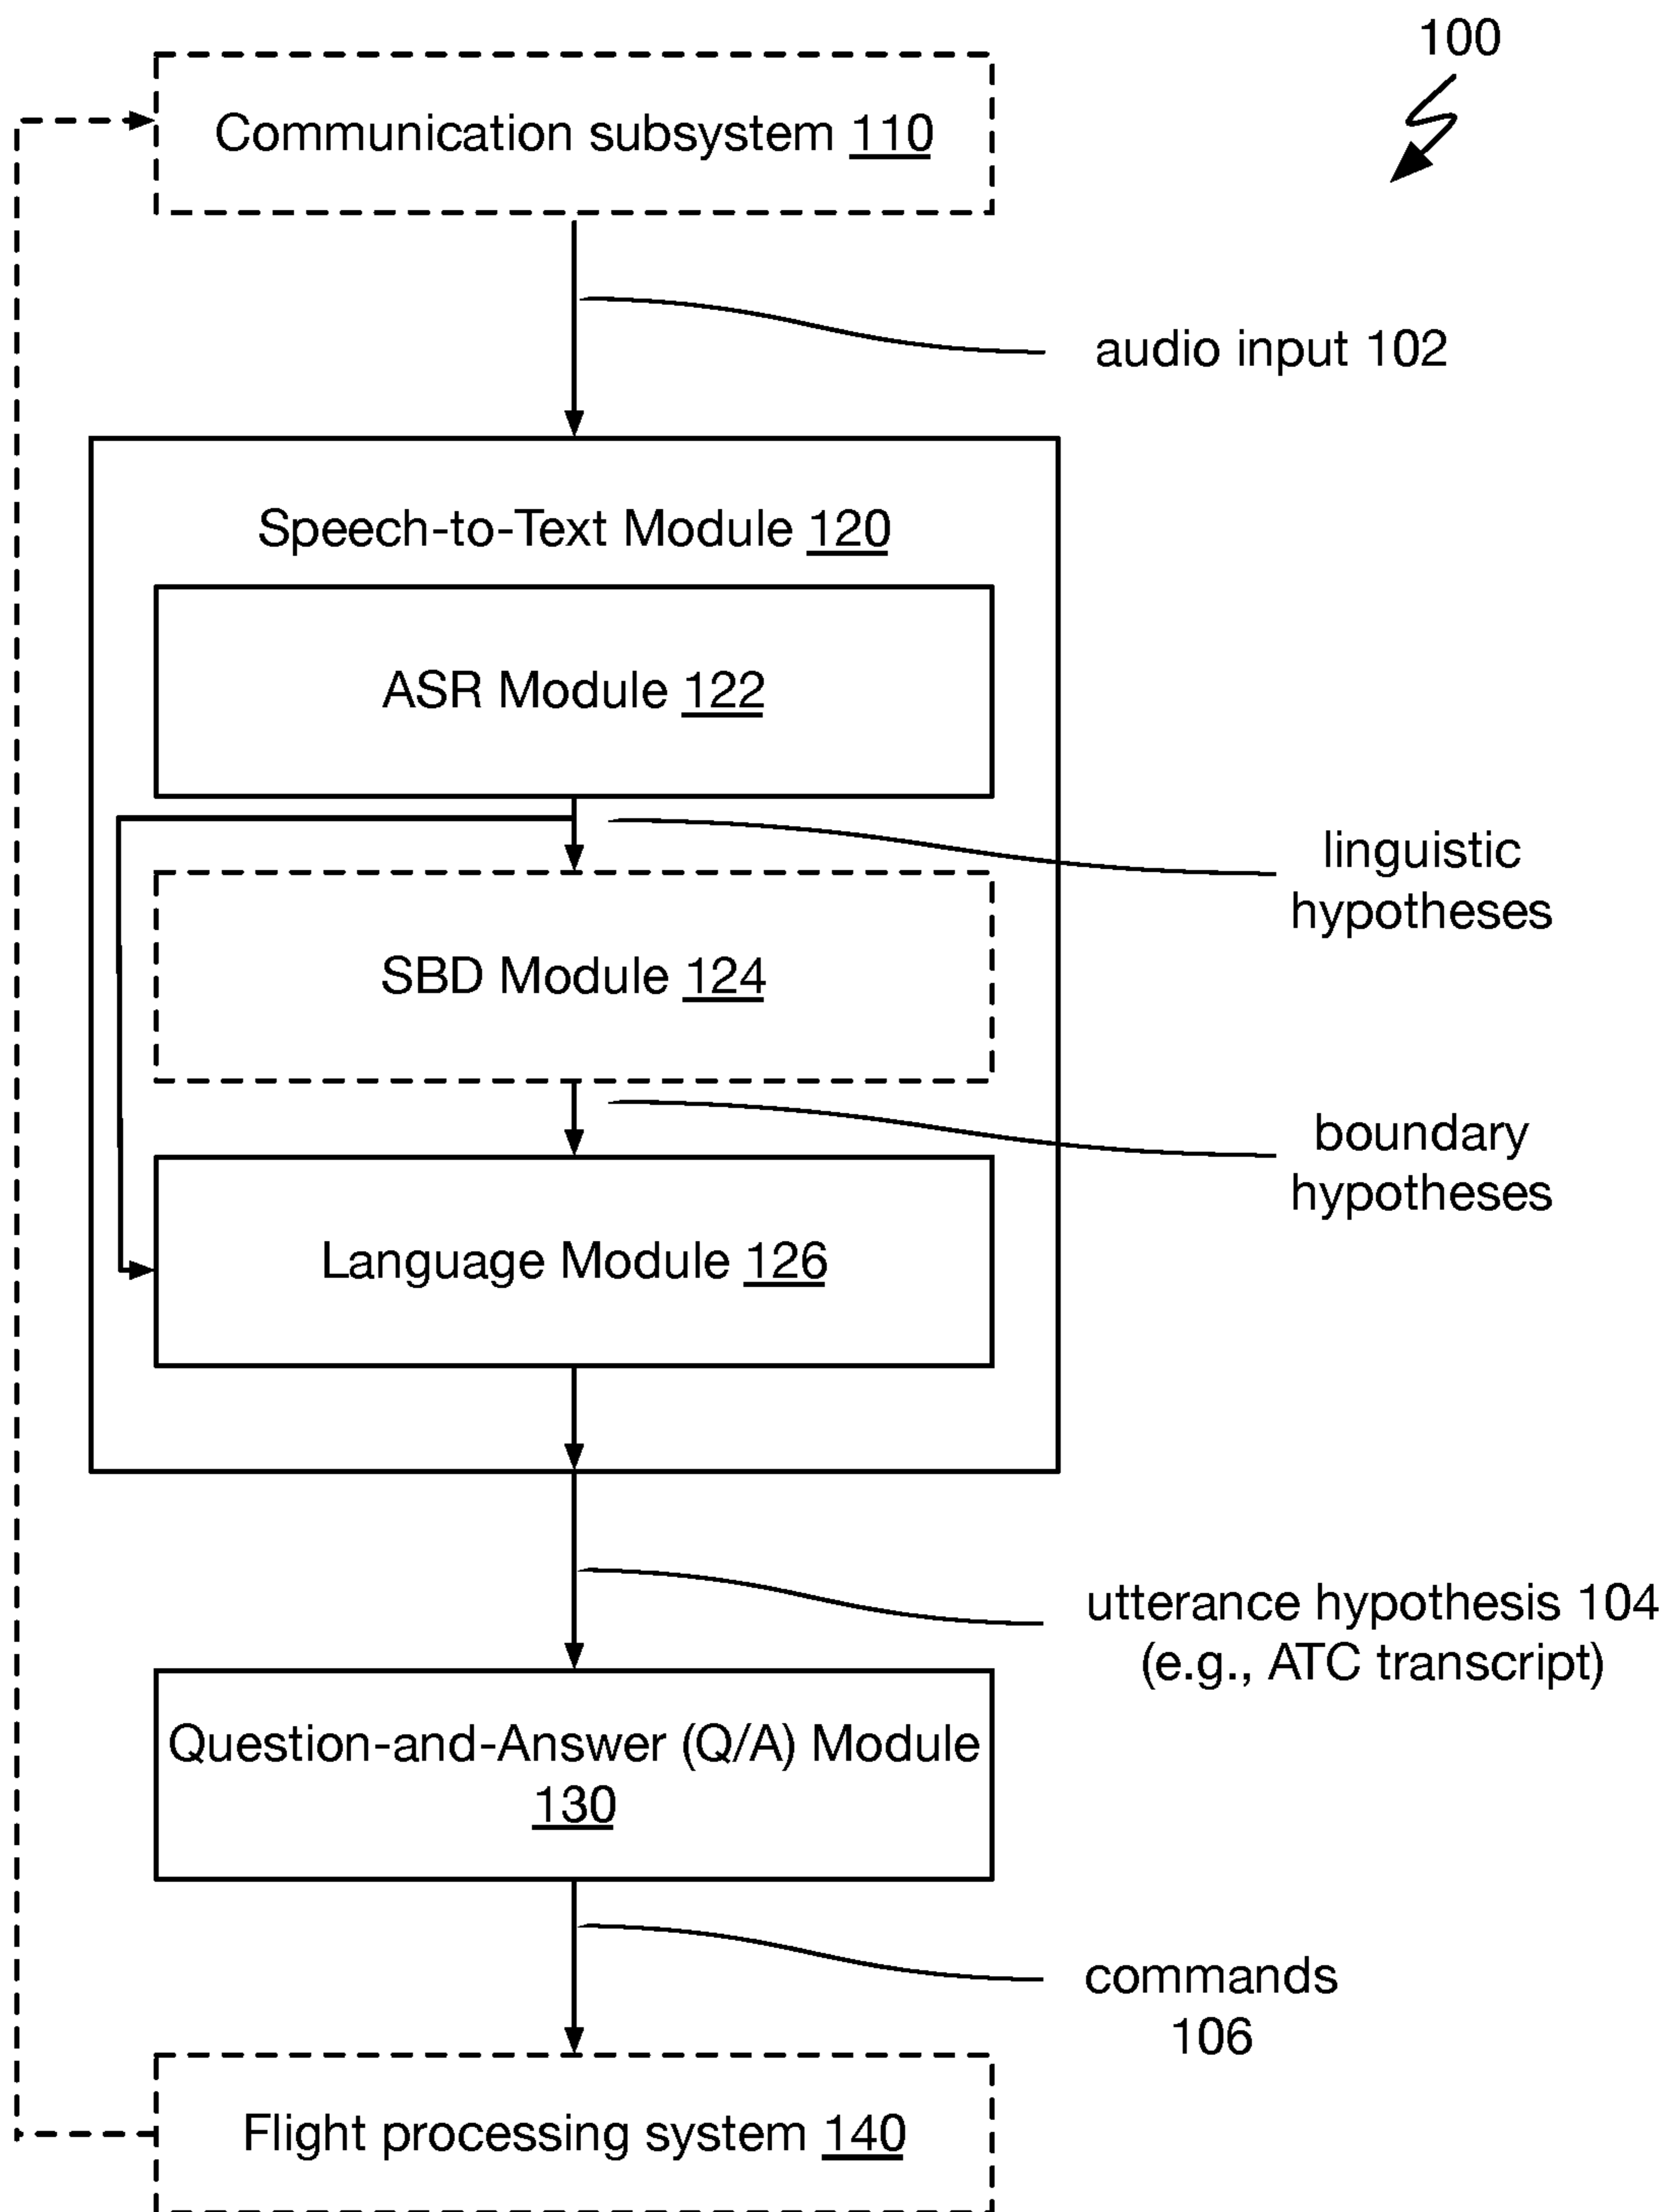 100
Communication subsystem 110
audio input 102
Speech-to-Text Module 120
ASR Module 122
linguistic
hypotheses
SBD Module 124
boundary
hypotheses
Language Module 126
utterance hypothesis 104
(e.g., ATC transcript)
Question-and-Answer (Q/A) Module
130
commands
106
Flight processing system 140